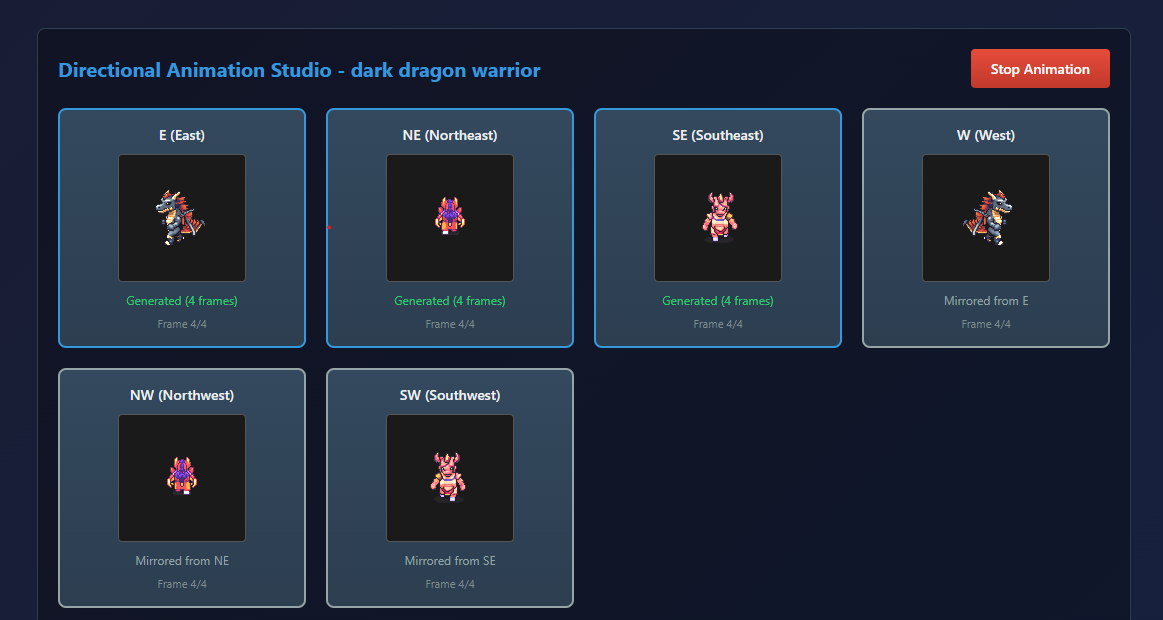 Directional Animation Studio - dark dragon warrior
Stop Animation
E (East)
Generated (4 frames)
Frame 4/4
NE (Northeast)
Generated (4 frames)
Frame 4/4
SE (Southeast)
Generated (4 frames)
Frame 4/4
W (West)
Mirrored from E
Frame 4/4
NW (Northwest)
Mirrored from NE
Frame 4/4
SW (Southwest)
Mirrored from SE
Frame 4/4